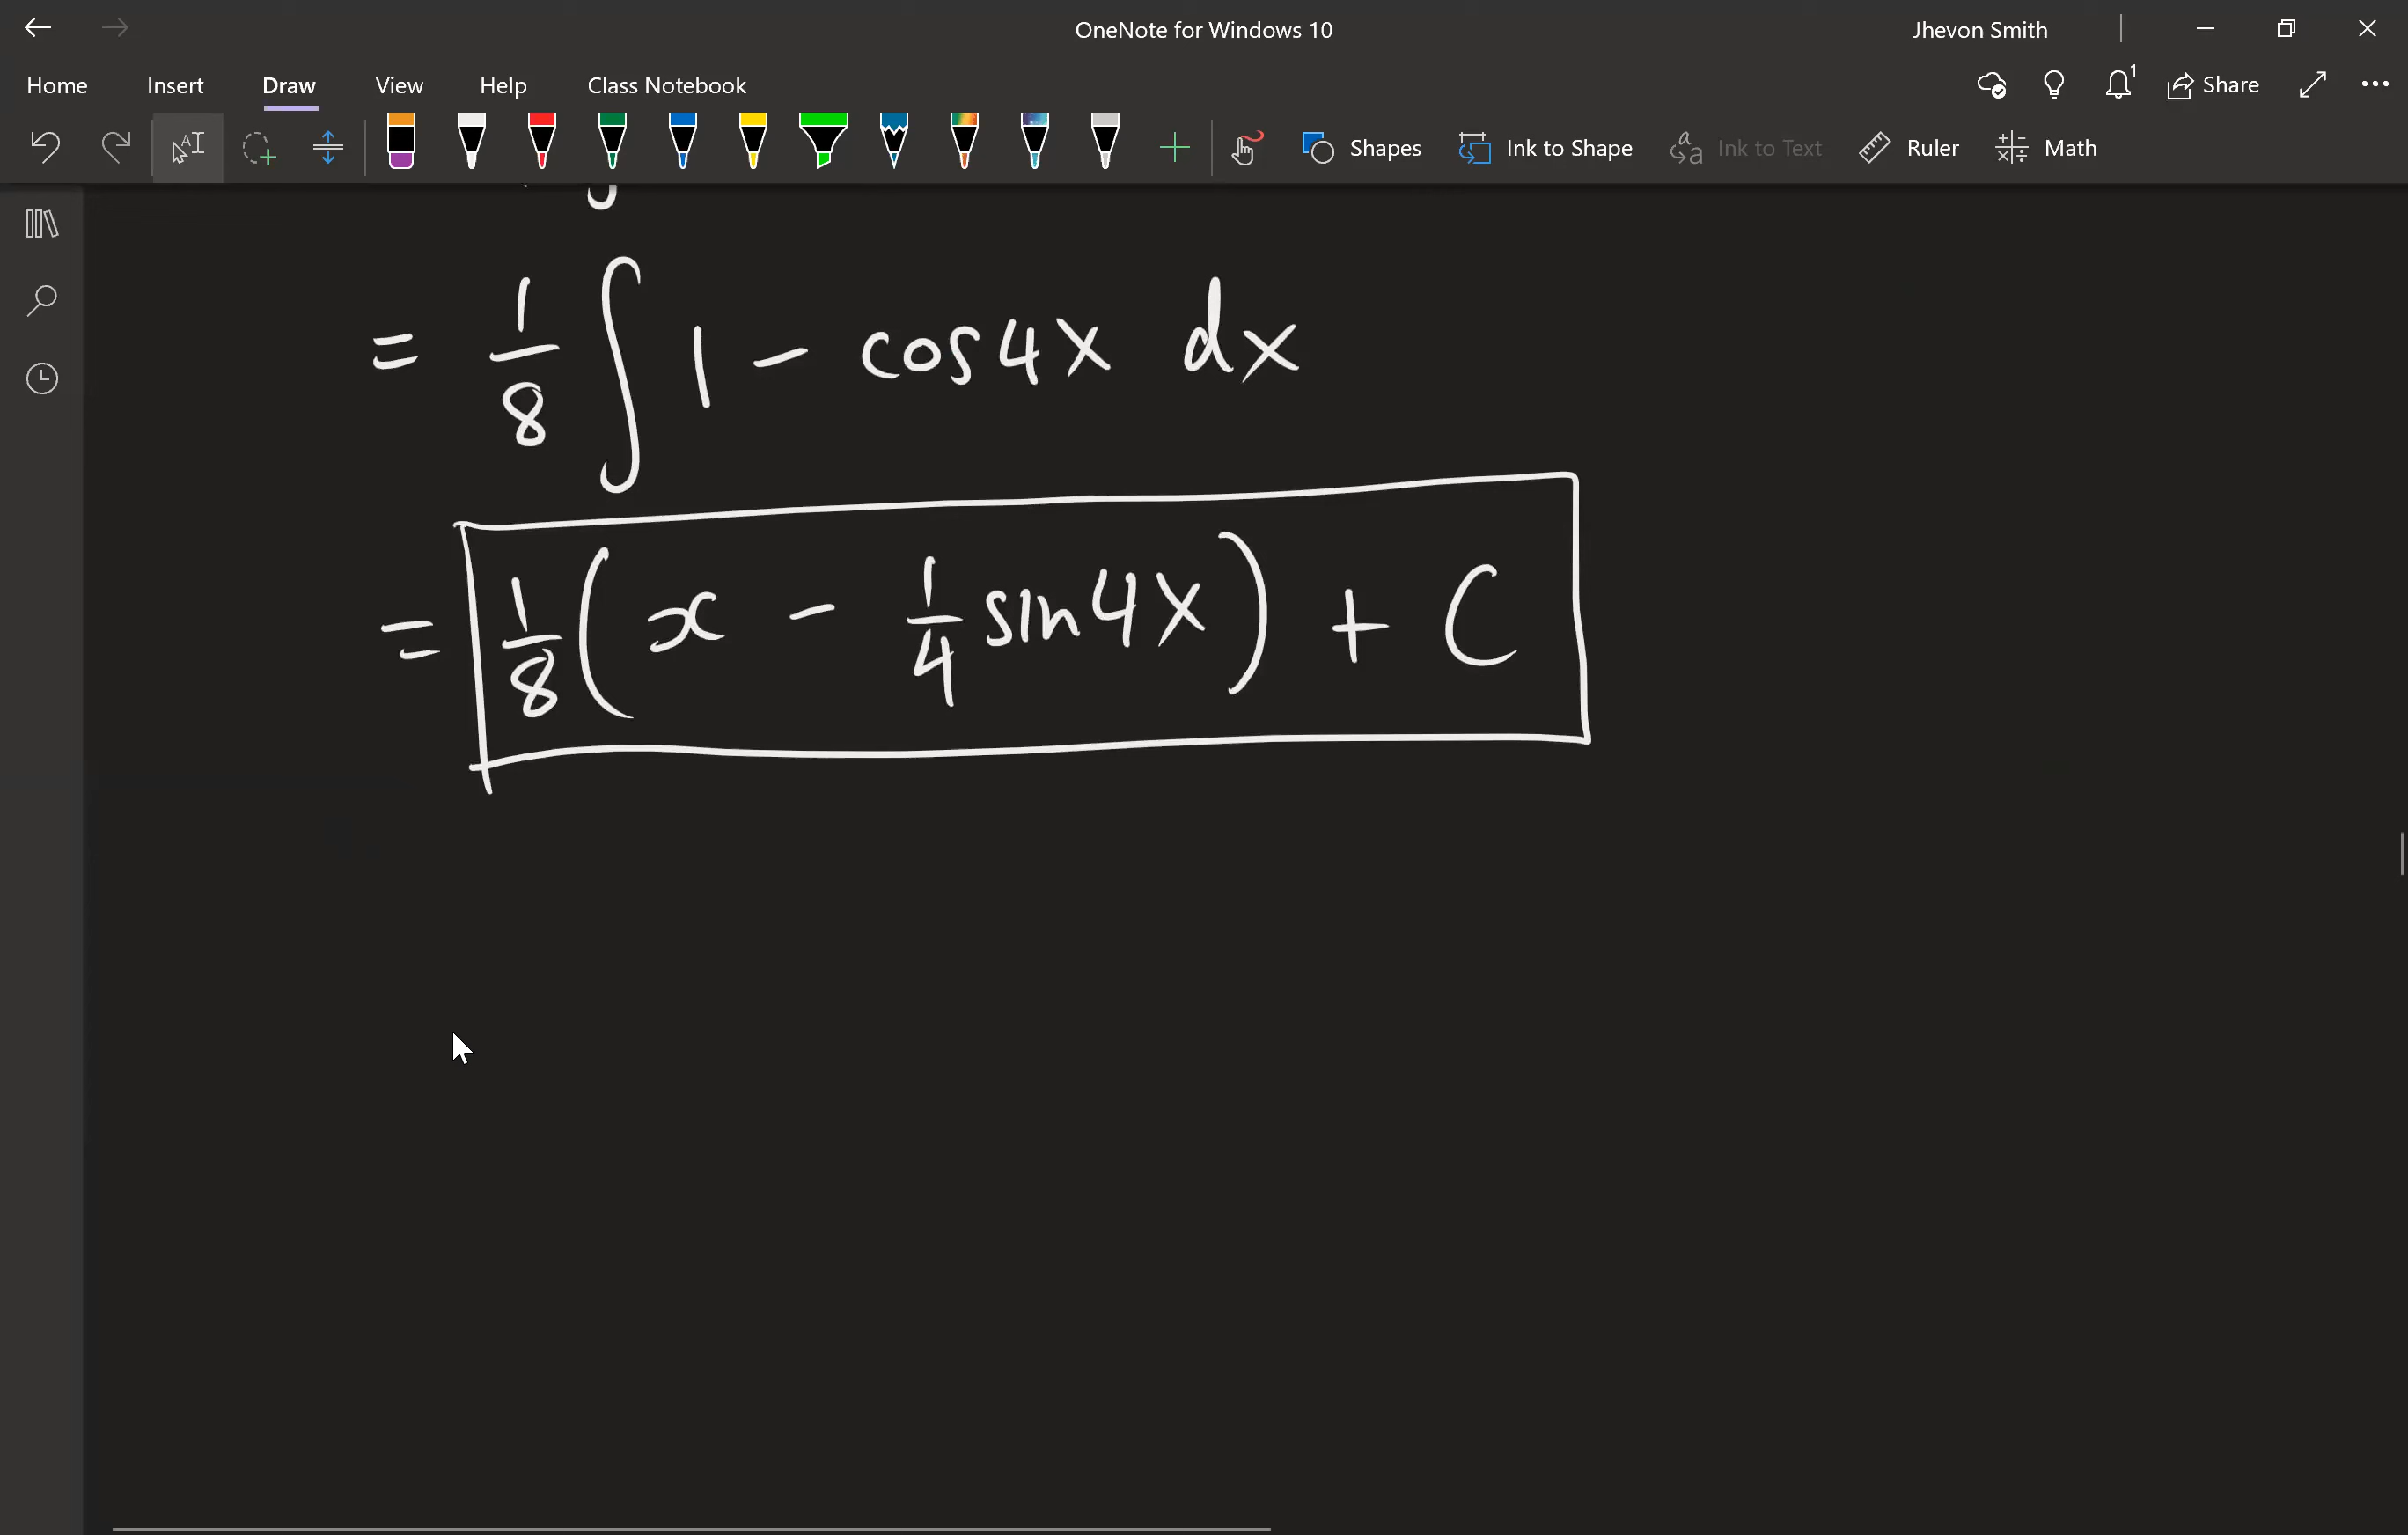 OneNote for Windows 10 Jhevon Smith
Home Insert Draw View Help Class Notebook 1 Share
Shapes Ink to Shape Ink to Text Ruler Math
= 1/8 ∫ 1 - cos4x dx
= 1/8 ( x - 1/4 sin4x ) + C